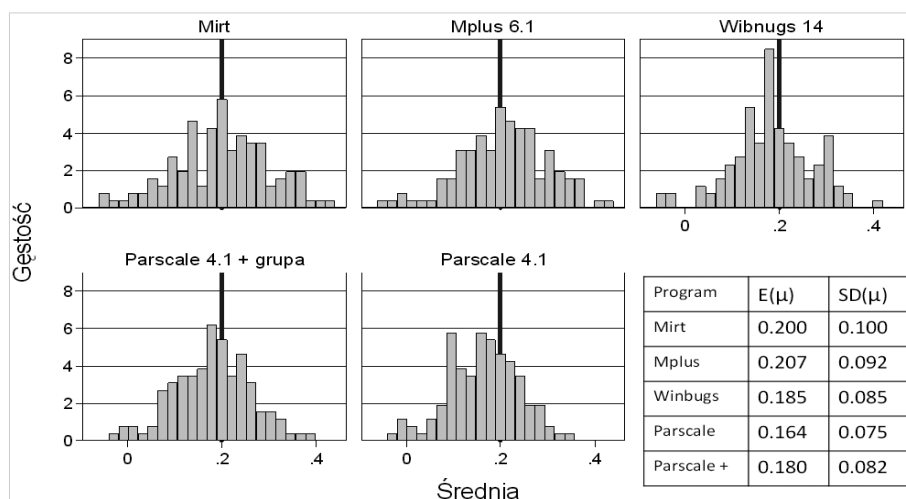 Mirt
Mplus 6.1
Wibnugs 14
8
6
4
2
0
0 .2 .4
Gęstość
Parscale 4.1 + grupa
Parscale 4.1
8
6
4
2
0
0 .2 .4
0 .2 .4
Średnia
Program E(μ) SD(μ)
Mirt 0.200 0.100
Mplus 0.207 0.092
Winbugs 0.185 0.085
Parscale 0.164 0.075
Parscale + 0.180 0.082